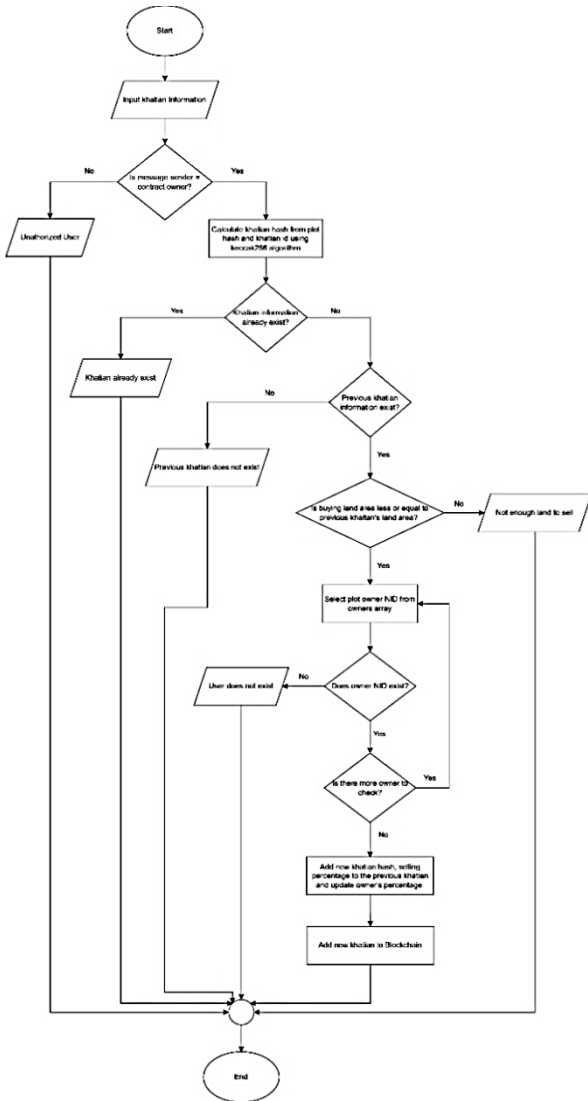 Start
Input khatian Information
Is message sender =
contract owner?
No
Yes
Unathorized User
Calculate khatian hash from plot
hash and khatian id using
keccak256 algorithm
Khatian information
already exist?
Yes
No
Khatian already exist
Previous khatian
information exist?
No
Yes
Previous khatian does not exist
Is buying land area less or equal to
previous khaitan's land area?
No
Not enough land to sell
Yes
Select plot owner NID from
owners array
Does owner NID exist?
No
User does not exist
Yes
Is there more owner to
check?
Yes
No
Add new khatian hash, selling
percentage to the previous khatian
and update owner's percentage
Add new khatian to Blockchain
End